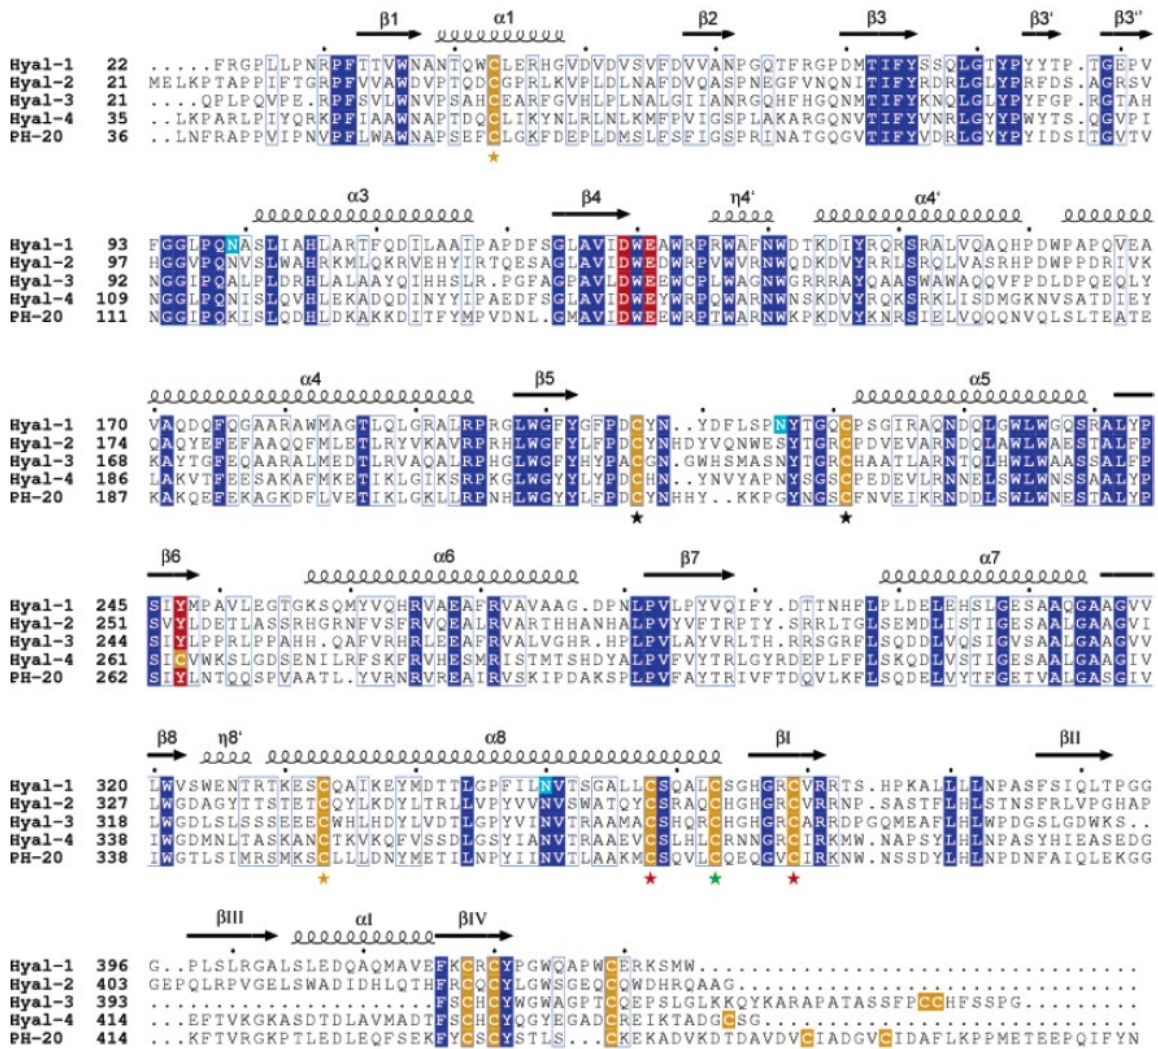 β1 α1 β2 β3 β3' β3''
Hyal-1 22 .....FRGPLLPNRPFTTVWNANTQWCLERHGVDVDVSVFDVVANPGQTFRGPDMTIFYSSQLGTYPYYTP.TGEPV
Hyal-2 21 MELKPTAPPIFTGRPFVVAWDVPTQDCGPRLKVPLDLNAFDVQASPNEGFVNQNITIFYKDRLGLYPRFDS.AGRSV
Hyal-3 21 ....QPLPQVPE.RPFSVLWNVPSAHCEARFGVHLPLNALGIIANRGQHFHGQNMTIFYKNQLGLYPYFGP.RGTAH
Hyal-4 35 ..LKPARLPPIYQRKPFIAAWNAPTDQCLIKYNLRLNLKMFPVIGSPLAKARGQNVTIFYVNRLGYYPWYTS.QGVPI
PH-20 36 ..LNFRAPPVIPNVPFLWAWNAPSEFCLGKFDEPLDMSLFSFIGSPRINATGQGVTIFYVDRLGYYPYIDSIGVTV
α3 β4 η4' α4'
Hyal-1 93 FGGLPQNASLIAHLARTFQDILAAIPAPDFSGLAVIDWEAWRPRWAFNWDTKDIYRQRSRALVQAQHPDWPAPQVEA
Hyal-2 97 HGGVPQNVSLWAHRKMLQKRVEHYIRTQESAGLAVIDWEDWRPVWVRNWQDKDVYRRLSRQLVASRHPDWPPDRIVK
Hyal-3 92 NGGIPQALPLDRHLALAAYQIHHSLR.PGFAGPAVLDWEEWCPLWAGNWGRRRAYQAASWAWAQQVFPDLDPQEQLY
Hyal-4 109 NGGLPQNISLQVHLEKADQDINYYIPAEDFSGLAVIDWEYWRPQWARNWNSKDVYRQKSRKLISDMGKNVSATDIEY
PH-20 111 NGGIPQKISLQDHLDKAKKDITFYMPVDNL.GMAVIDWEEWRPTWARNWKPKDVYKNRSIELVQQQNVQLSLTEATE
α4 β5 α5
Hyal-1 170 VAQDQFQGAARAWMAGTLQLGRALRPRGLWGFYGFPDCYN..YDFLSPNYTGQCPSGIRAQNDQLGWLWGQSRALYP
Hyal-2 174 QAQYEFEFAAQQFMLETLRYVKAVRPRHLWGFYLFPDCYNHDYVQNWESYTGRCPDVEVARNDQLAWLWAESTALFP
Hyal-3 168 KAYTGFEQAARALMEDTLRVAQALRPHGLWGFYHYPACGN.GWHSMASNYTGRCHAATLARNTQLHWLWAASSALFP
Hyal-4 186 LAKVTFEESAKAFMKETIKLGIKSRPKGLWGYYLYPDCHN..YNVYAPNYSGSCPEDEVLRNNELSWLWNSSAALYP
PH-20 187 KAKQEFEKAGKDFLVETIKLGKLLRPNHLWGYYLFPDCYNHHY..KKPGYNGSCFNVEIKRNDDLSWLWNESTALYP
β6 α6 β7 α7
Hyal-1 245 SIYMPAVLEGTGKSQMYVQHRVAEAFRVAVAAG.DPNLPVLPYVQIFY.DTTNHFLPLDELEHSLGESAAQGAAGVV
Hyal-2 251 SVYLDETLASSRHGRNFVSFRVQEALRVARTHHANHALPVYVFTRPTY.SRRLTGLSEMDLISTIGESAALGAAGVI
Hyal-3 244 SIYLPPRLPPAHH.QAFVRHRLEEAFRVALVGHR.HPLPVLAYVRLTH.RRSGRFLSQDDLVQSIGVSAALGAAGVV
Hyal-4 261 SICVWKSLGDSENILRFSKFRVHESMRISTMTSHDYALPVFVYTRLGYRDEPLFFLSKQDLVSTIGESAALGAAGIV
PH-20 262 SIYLNTQQSPVAATL.YVRNRVREAIRVSKIPDAKSPLPVFAYTRIVFTDQVLKFLSQDELVYTFGETVALGASGIV
β8 η8' α8 βI βII
Hyal-1 320 LWVSWENTRTKESCQAIKEYMDTTLGPFILNVTSGALLCSQALCSGHGRCVRRTS.HPKALLLLNPASFSIQLTPGG
Hyal-2 327 LWGDAGYTTSTETCQYLKDYLTRLLVPYVVNVSWATQYCSRAQCHGHGRCVRRNP.SASTFLHLSTNSFRLVPGHAP
Hyal-3 318 LWGDLSLSSSEEECWHLHDYLVDTLGPYVINVTRAAMACSHQRCHGHGRCARRDPGQMEAFLHLWPDGSLGDWKS..
Hyal-4 338 IWGDMNLTASKANCTKVKQFVSSDLGSYIANVTRAAEVCSLHLCRNNGRCIRKMW.NAPSYLHLNPASYHIEASEDG
PH-20 338 IWGTLSIMRSMKSCLLLDNYMETILNPYIINVTLAAKMCSQVLCQEQGVCIRKNW.NSSDYLHLNPDNFAIQLEKGG
βIII αI βIV
Hyal-1 396 G..PLSLRGALSLEDQAQMAVEFKCRCYPGWQAPWCERKSMW..................................
Hyal-2 403 GEPQLRPVGELSWADIDHLQTHFRCQCYLGWSGEQCQWDHRQAAG...............................
Hyal-3 393 ......................FSCHCYWGWAGPTCQEPSLGLKKQYKARAPATASSFPCCHFSSPG.........
Hyal-4 414 ...EFTVKGKASDTDLAVMADTFSCHCYQGYEGADCREIKTADGCSG.............................
PH-20 414 ...KFTVRGKPTLEDLEQFSEKFYCSCYSTLS...CKEKADVKDTDAVDVCIADGVCIDAFLKPPMETEEPQIFYN